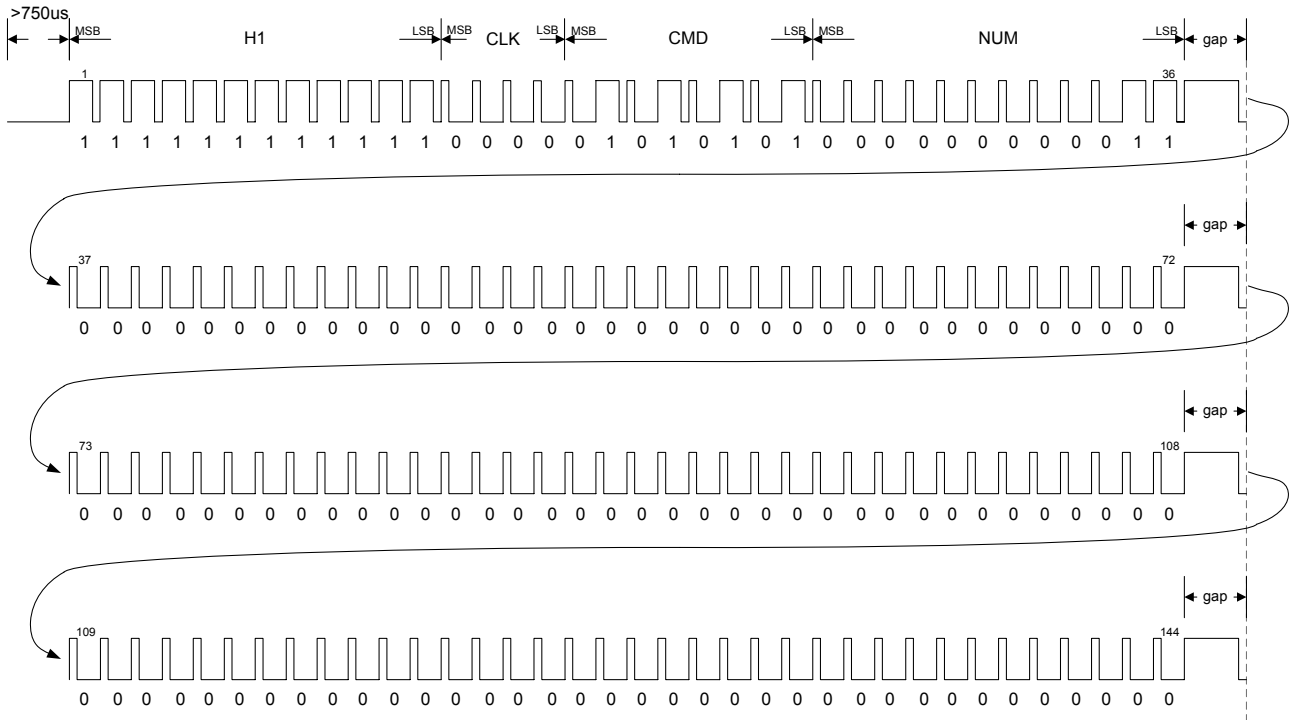 >750us
MSB H1 LSB MSB CLK LSB MSB CMD LSB MSB NUM LSB gap
1 36
1 1 1 1 1 1 1 1 1 1 1 1 0 0 0 0 0 1 0 1 0 1 0 1 0 0 0 0 0 0 0 0 0 0 1 1
gap
37 72
0 0 0 0 0 0 0 0 0 0 0 0 0 0 0 0 0 0 0 0 0 0 0 0 0 0 0 0 0 0 0 0 0 0 0 0
gap
73 108
0 0 0 0 0 0 0 0 0 0 0 0 0 0 0 0 0 0 0 0 0 0 0 0 0 0 0 0 0 0 0 0 0 0 0 0
gap
109 144
0 0 0 0 0 0 0 0 0 0 0 0 0 0 0 0 0 0 0 0 0 0 0 0 0 0 0 0 0 0 0 0 0 0 0 0